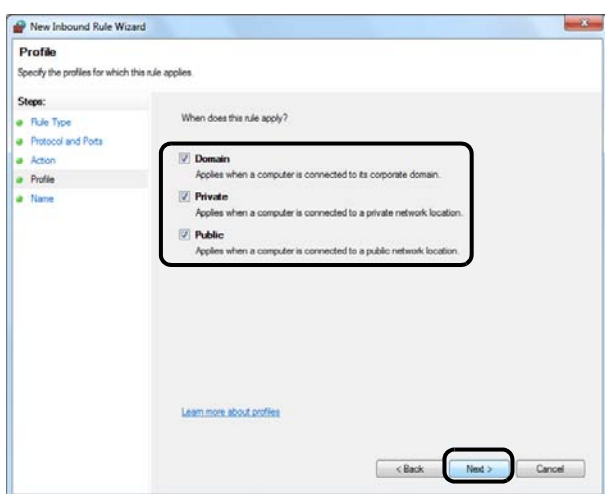 New Inbound Rule Wizard
Profile
Specify the profiles for which this rule applies.
Steps:
Rule Type
Protocol and Ports
Action
Profile
Name
When does this rule apply?
Domain
Applies when a computer is connected to its corporate domain.
Private
Applies when a computer is connected to a private network location.
Public
Applies when a computer is connected to a public network location.
Learn more about profiles
< Back
Next >
Cancel